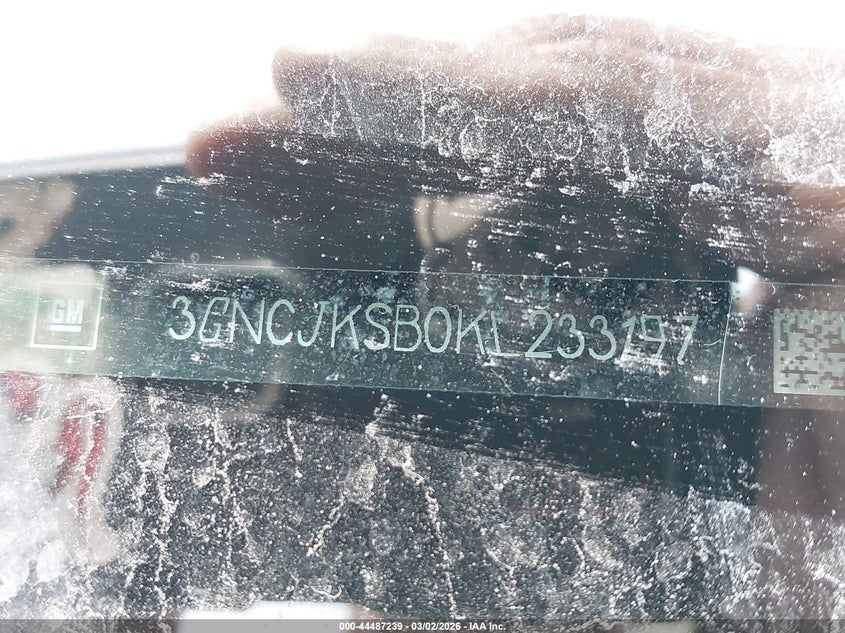 GM
3GNCJKSB0KL233197
000-44487239 - 03/02/2026 - IAA Inc.